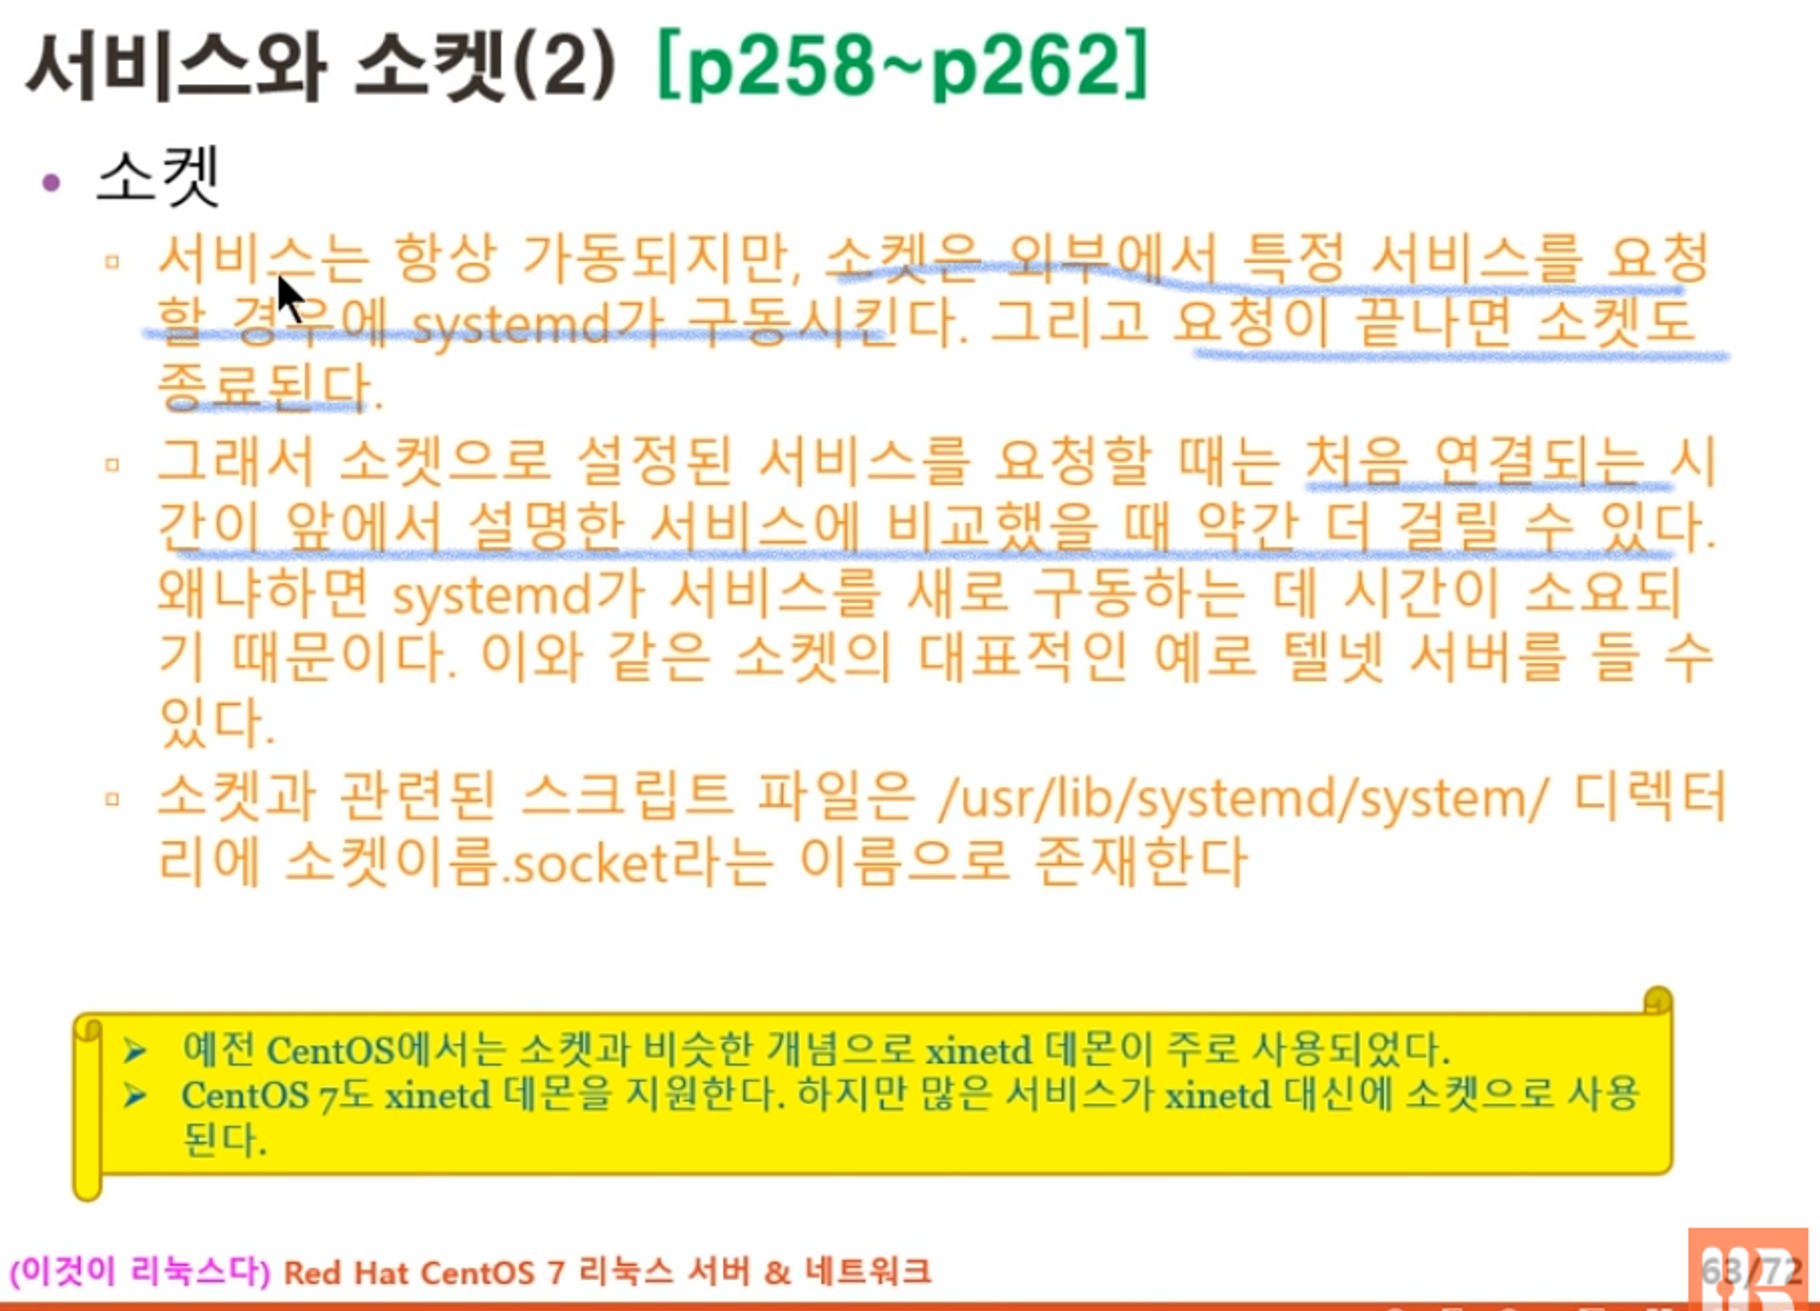 서비스와 소켓(2) [p258~p262]
• 소켓
▫ 서비스는 항상 가동되지만, 소켓은 외부에서 특정 서비스를 요청
할 경우에 systemd가 구동시킨다. 그리고 요청이 끝나면 소켓도
종료된다.
▫ 그래서 소켓으로 설정된 서비스를 요청할 때는 처음 연결되는 시
간이 앞에서 설명한 서비스에 비교했을 때 약간 더 걸릴 수 있다.
왜냐하면 systemd가 서비스를 새로 구동하는 데 시간이 소요되
기 때문이다. 이와 같은 소켓의 대표적인 예로 텔넷 서버를 들 수
있다.
▫ 소켓과 관련된 스크립트 파일은 /usr/lib/systemd/system/ 디렉터
리에 소켓이름.socket라는 이름으로 존재한다
➢ 예전 CentOS에서는 소켓과 비슷한 개념으로 xinetd 데몬이 주로 사용되었다.
➢ CentOS 7도 xinetd 데몬을 지원한다. 하지만 많은 서비스가 xinetd 대신에 소켓으로 사용
된다.
(이것이 리눅스다) Red Hat CentOS 7 리눅스 서버 & 네트워크
63/72